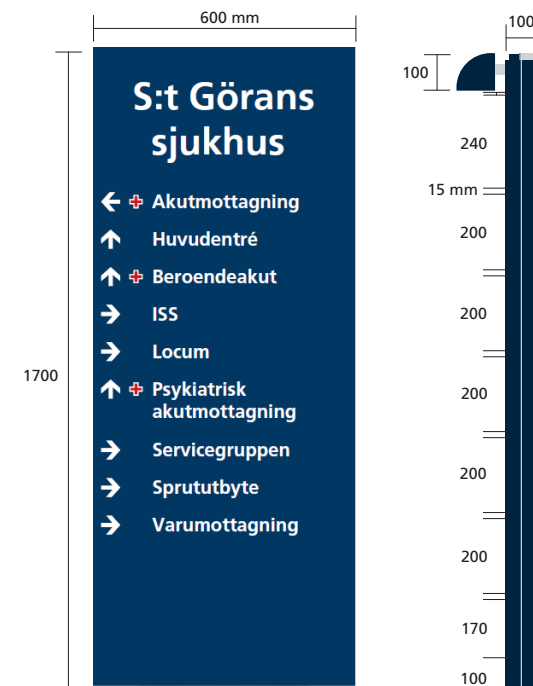 600 mm
100
S:t Görans
sjukhus
Akutmottagning
Huvudentré
Beroendeakut
ISS
Locum
Psykiatrisk
akutmottagning
Servicegruppen
Sprututbyte
Varumottagning
1700
100
240
15 mm
200
200
200
200
200
170
100